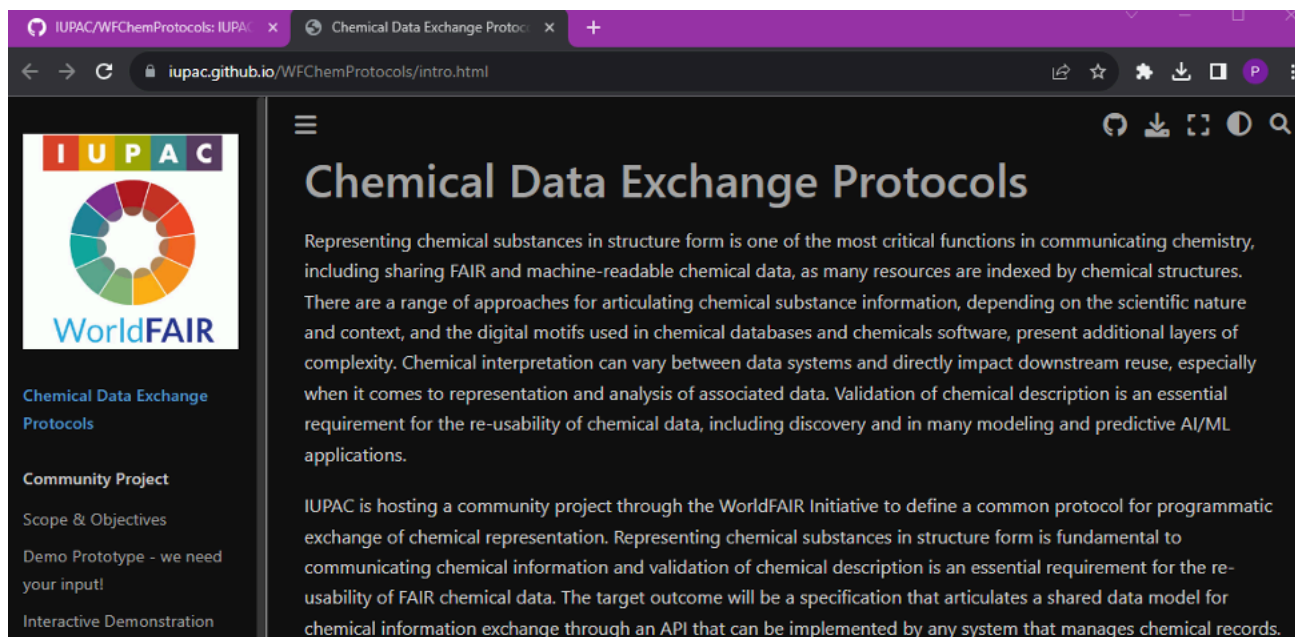 IUPAC/WFChemProtocols: IUPAC
Chemical Data Exchange Protoc
iupac.github.io/WFChemProtocols/intro.html
P
IUPAC
WorldFAIR
Chemical Data Exchange
Protocols
Community Project
Scope & Objectives
Demo Prototype - we need
your input!
Interactive Demonstration
Chemical Data Exchange Protocols
Representing chemical substances in structure form is one of the most critical functions in communicating chemistry,
including sharing FAIR and machine-readable chemical data, as many resources are indexed by chemical structures.
There are a range of approaches for articulating chemical substance information, depending on the scientific nature
and context, and the digital motifs used in chemical databases and chemicals software, present additional layers of
complexity. Chemical interpretation can vary between data systems and directly impact downstream reuse, especially
when it comes to representation and analysis of associated data. Validation of chemical description is an essential
requirement for the re-usability of chemical data, including discovery and in many modeling and predictive AI/ML
applications.
IUPAC is hosting a community project through the WorldFAIR Initiative to define a common protocol for programmatic
exchange of chemical representation. Representing chemical substances in structure form is fundamental to
communicating chemical information and validation of chemical description is an essential requirement for the re-
usability of FAIR chemical data. The target outcome will be a specification that articulates a shared data model for
chemical information exchange through an API that can be implemented by any system that manages chemical records.